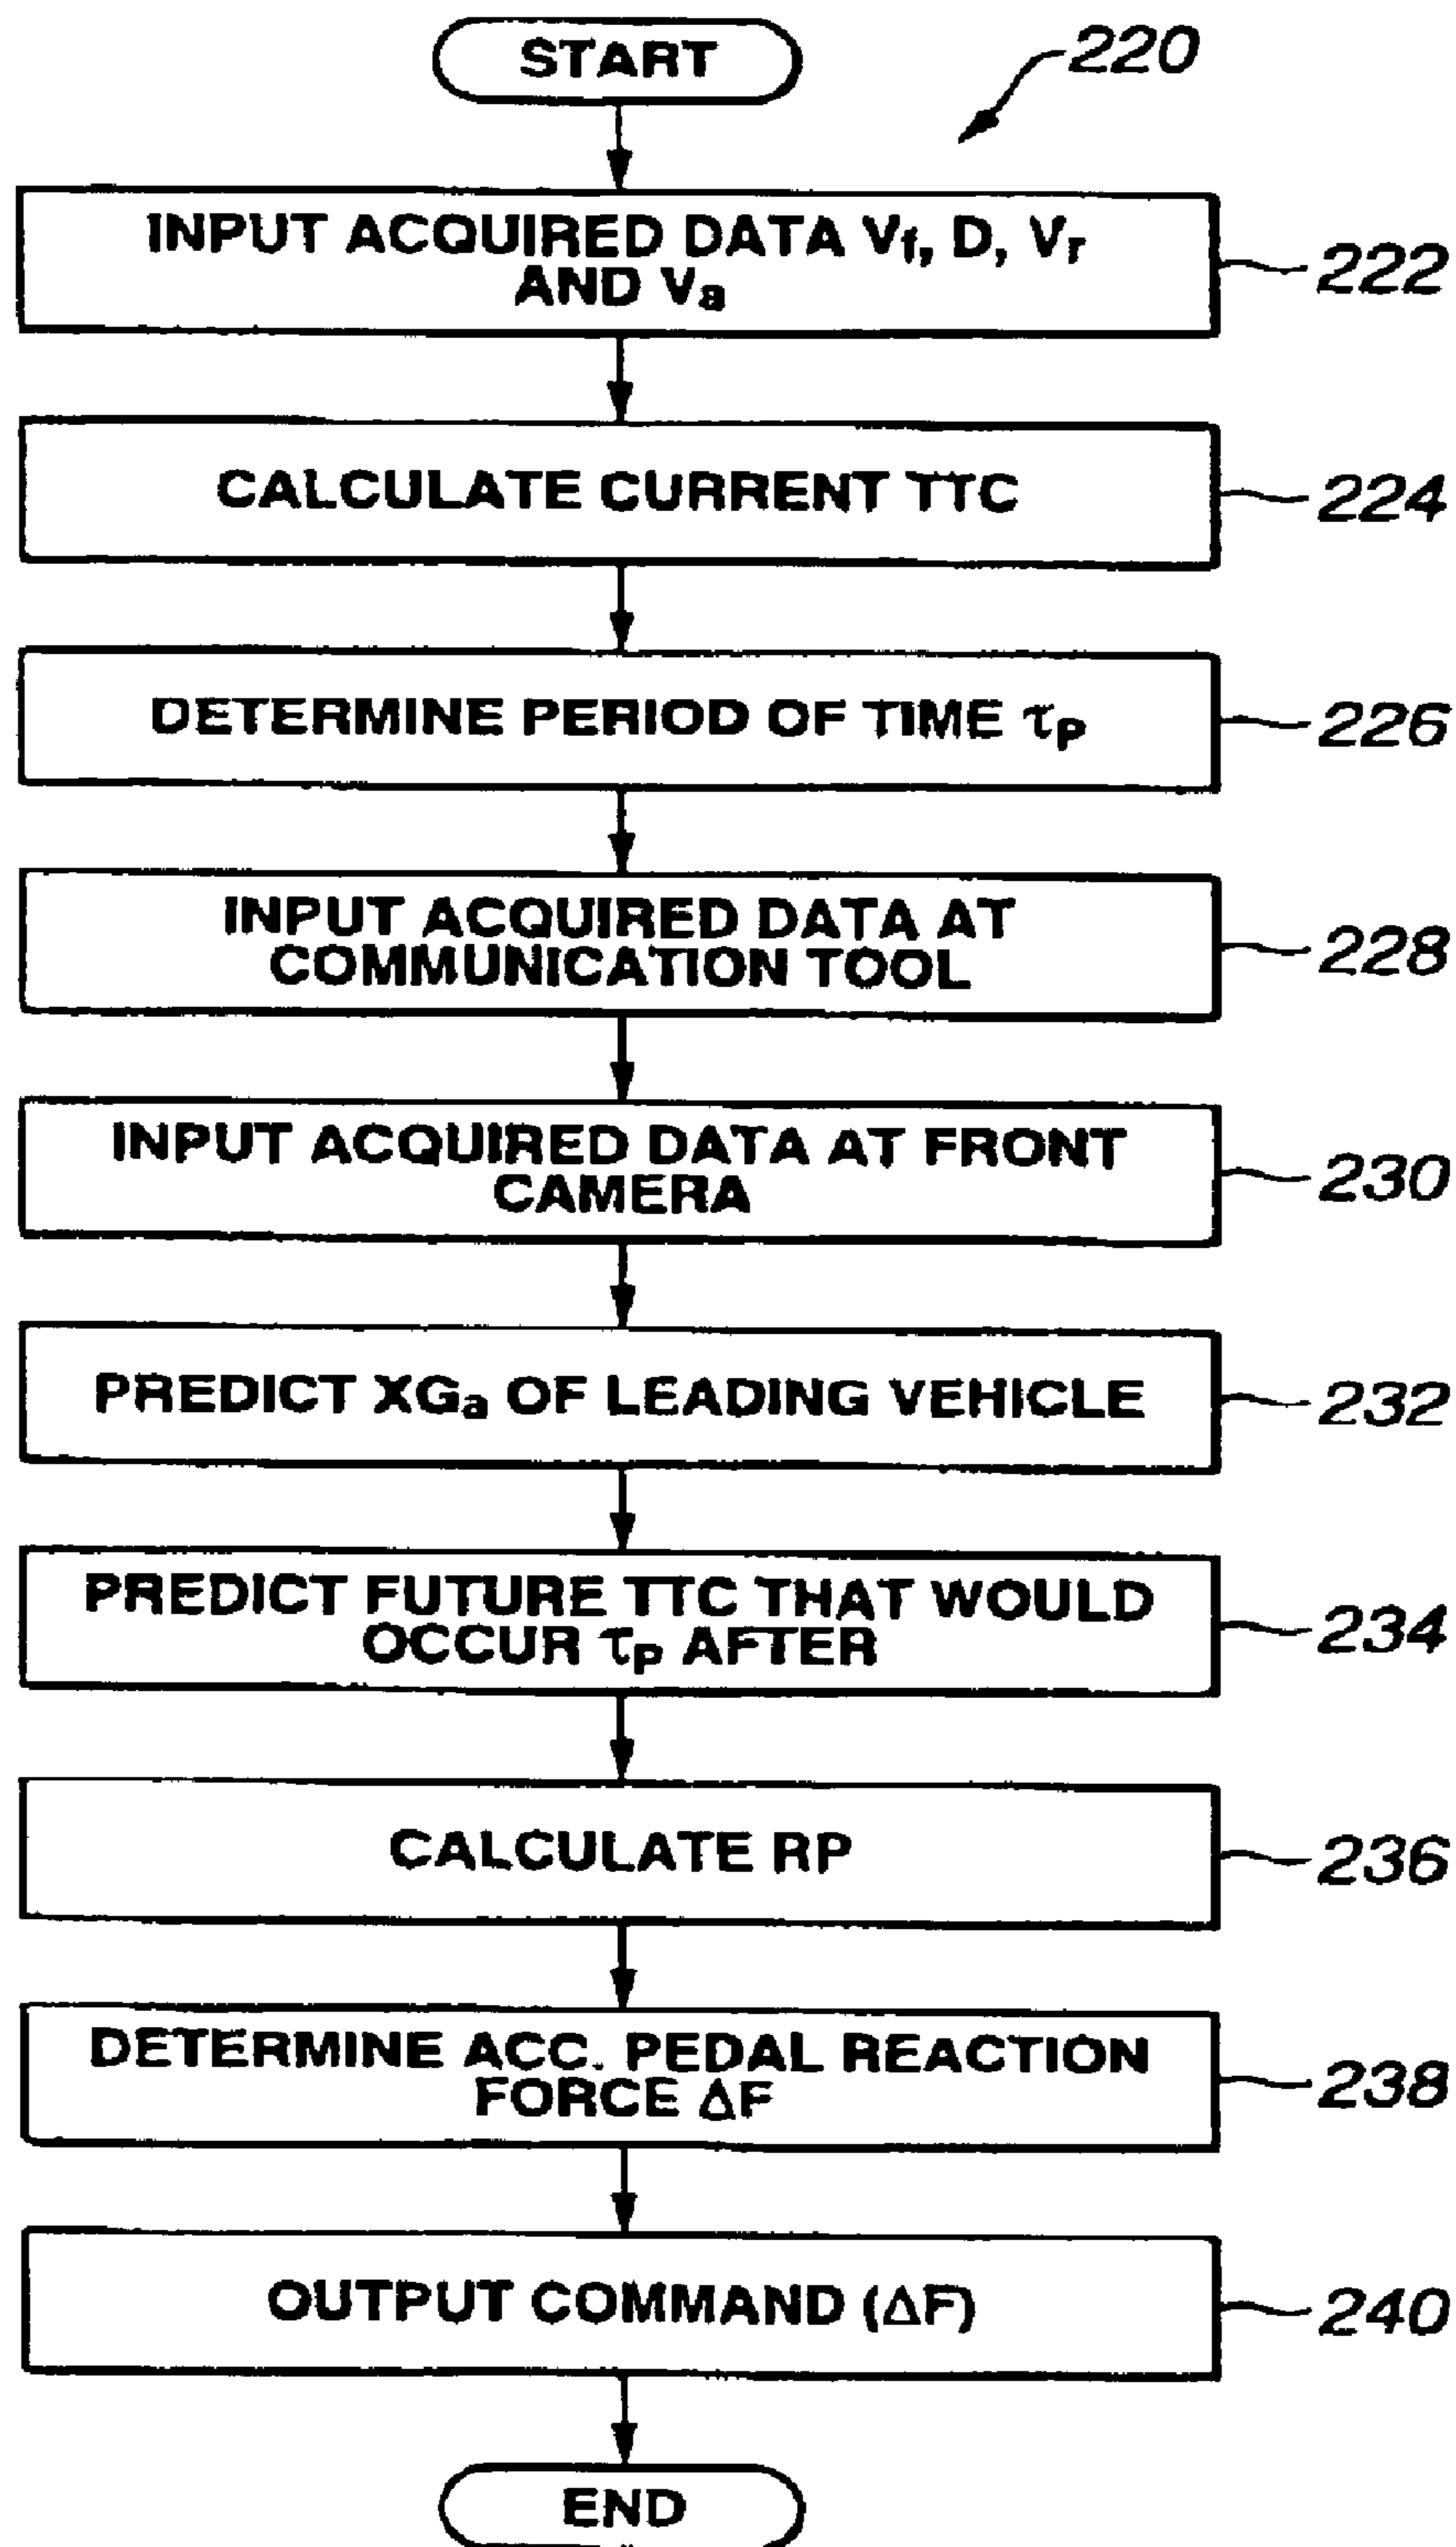 START
220
INPUT ACQUIRED DATA Vf, D, Vr
AND Va
222
CALCULATE CURRENT TTC
224
DETERMINE PERIOD OF TIME τp
226
INPUT ACQUIRED DATA AT
COMMUNICATION TOOL
228
INPUT ACQUIRED DATA AT FRONT
CAMERA
230
PREDICT XGa OF LEADING VEHICLE
232
PREDICT FUTURE TTC THAT WOULD
OCCUR τp AFTER
234
CALCULATE RP
236
DETERMINE ACC. PEDAL REACTION
FORCE ΔF
238
OUTPUT COMMAND (ΔF)
240
END